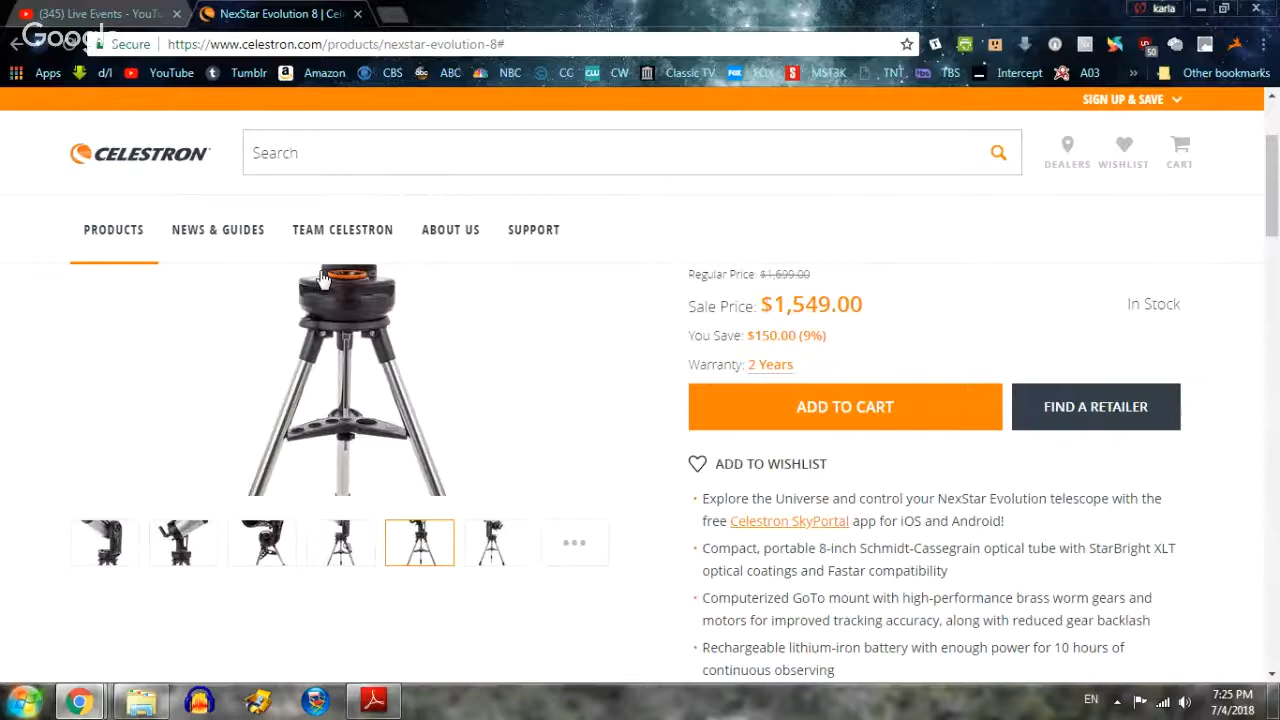 (345) Live Events - YouTu
NexStar Evolution 8 | Cel
karla
Google
Secure
https://www.celestron.com/products/nexstar-evolution-8#
50
Apps
d/l
YouTube
Tumblr
Amazon
CBS
ABC
NBC
CC
CW
Classic TV
FOX
MST3K
TNT
TBS
Intercept
A03
»
Other bookmarks
SIGN UP & SAVE
CELESTRON
Search
DEALERS
WISHLIST
CART
PRODUCTS
NEWS & GUIDES
TEAM CELESTRON
ABOUT US
SUPPORT
Regular Price: $1,699.00
Sale Price: $1,549.00
In Stock
You Save: $150.00 (9%)
Warranty: 2 Years
ADD TO CART
FIND A RETAILER
ADD TO WISHLIST
• Explore the Universe and control your NexStar Evolution telescope with the
free Celestron SkyPortal app for iOS and Android!
• Compact, portable 8-inch Schmidt-Cassegrain optical tube with StarBright XLT
optical coatings and Fastar compatibility
• Computerized GoTo mount with high-performance brass worm gears and
motors for improved tracking accuracy, along with reduced gear backlash
• Rechargeable lithium-iron battery with enough power for 10 hours of
continuous observing
EN
7:25 PM
7/4/2018